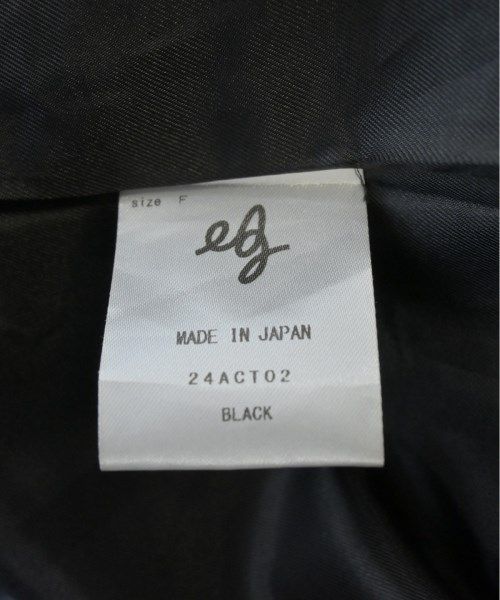 size F
eg
MADE IN JAPAN
24ACT02
BLACK